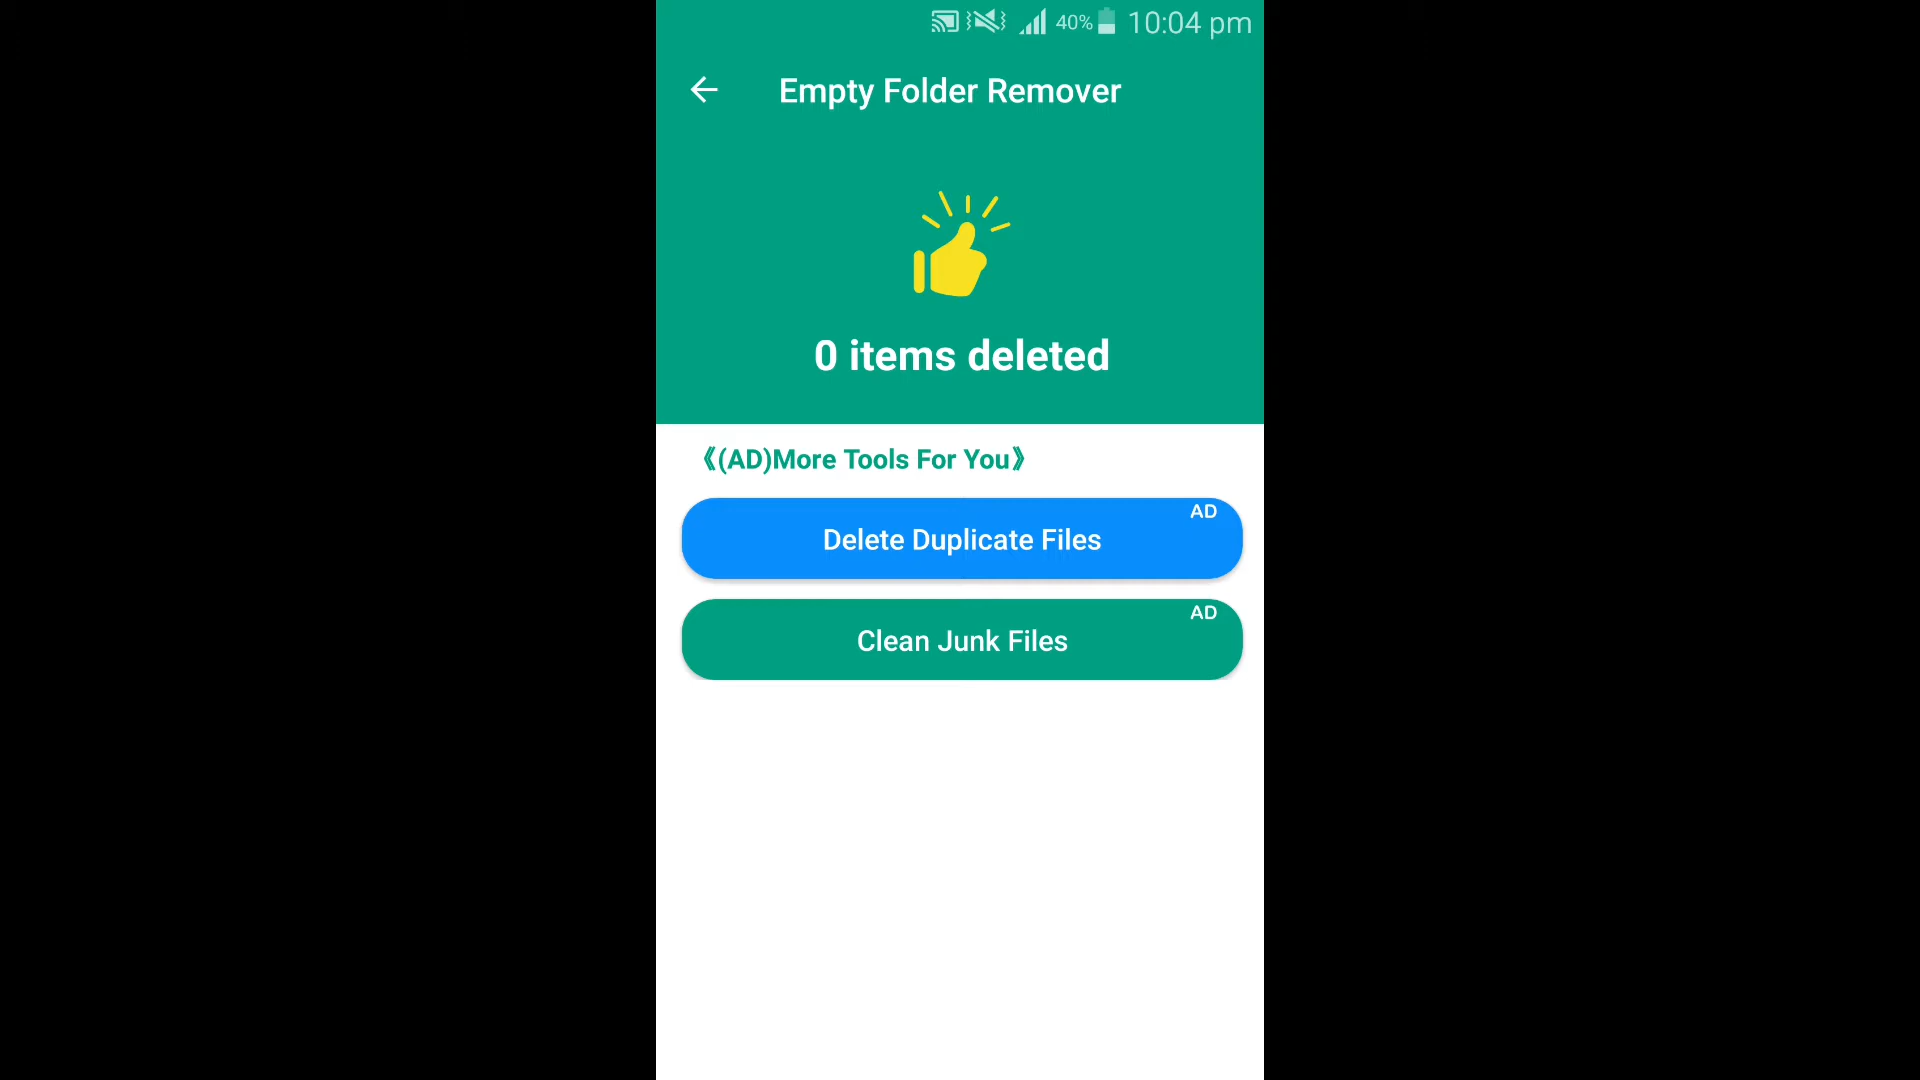 40% 10:04 pm
Empty Folder Remover
0 items deleted
《(AD)More Tools For You》
AD
Delete Duplicate Files
AD
Clean Junk Files